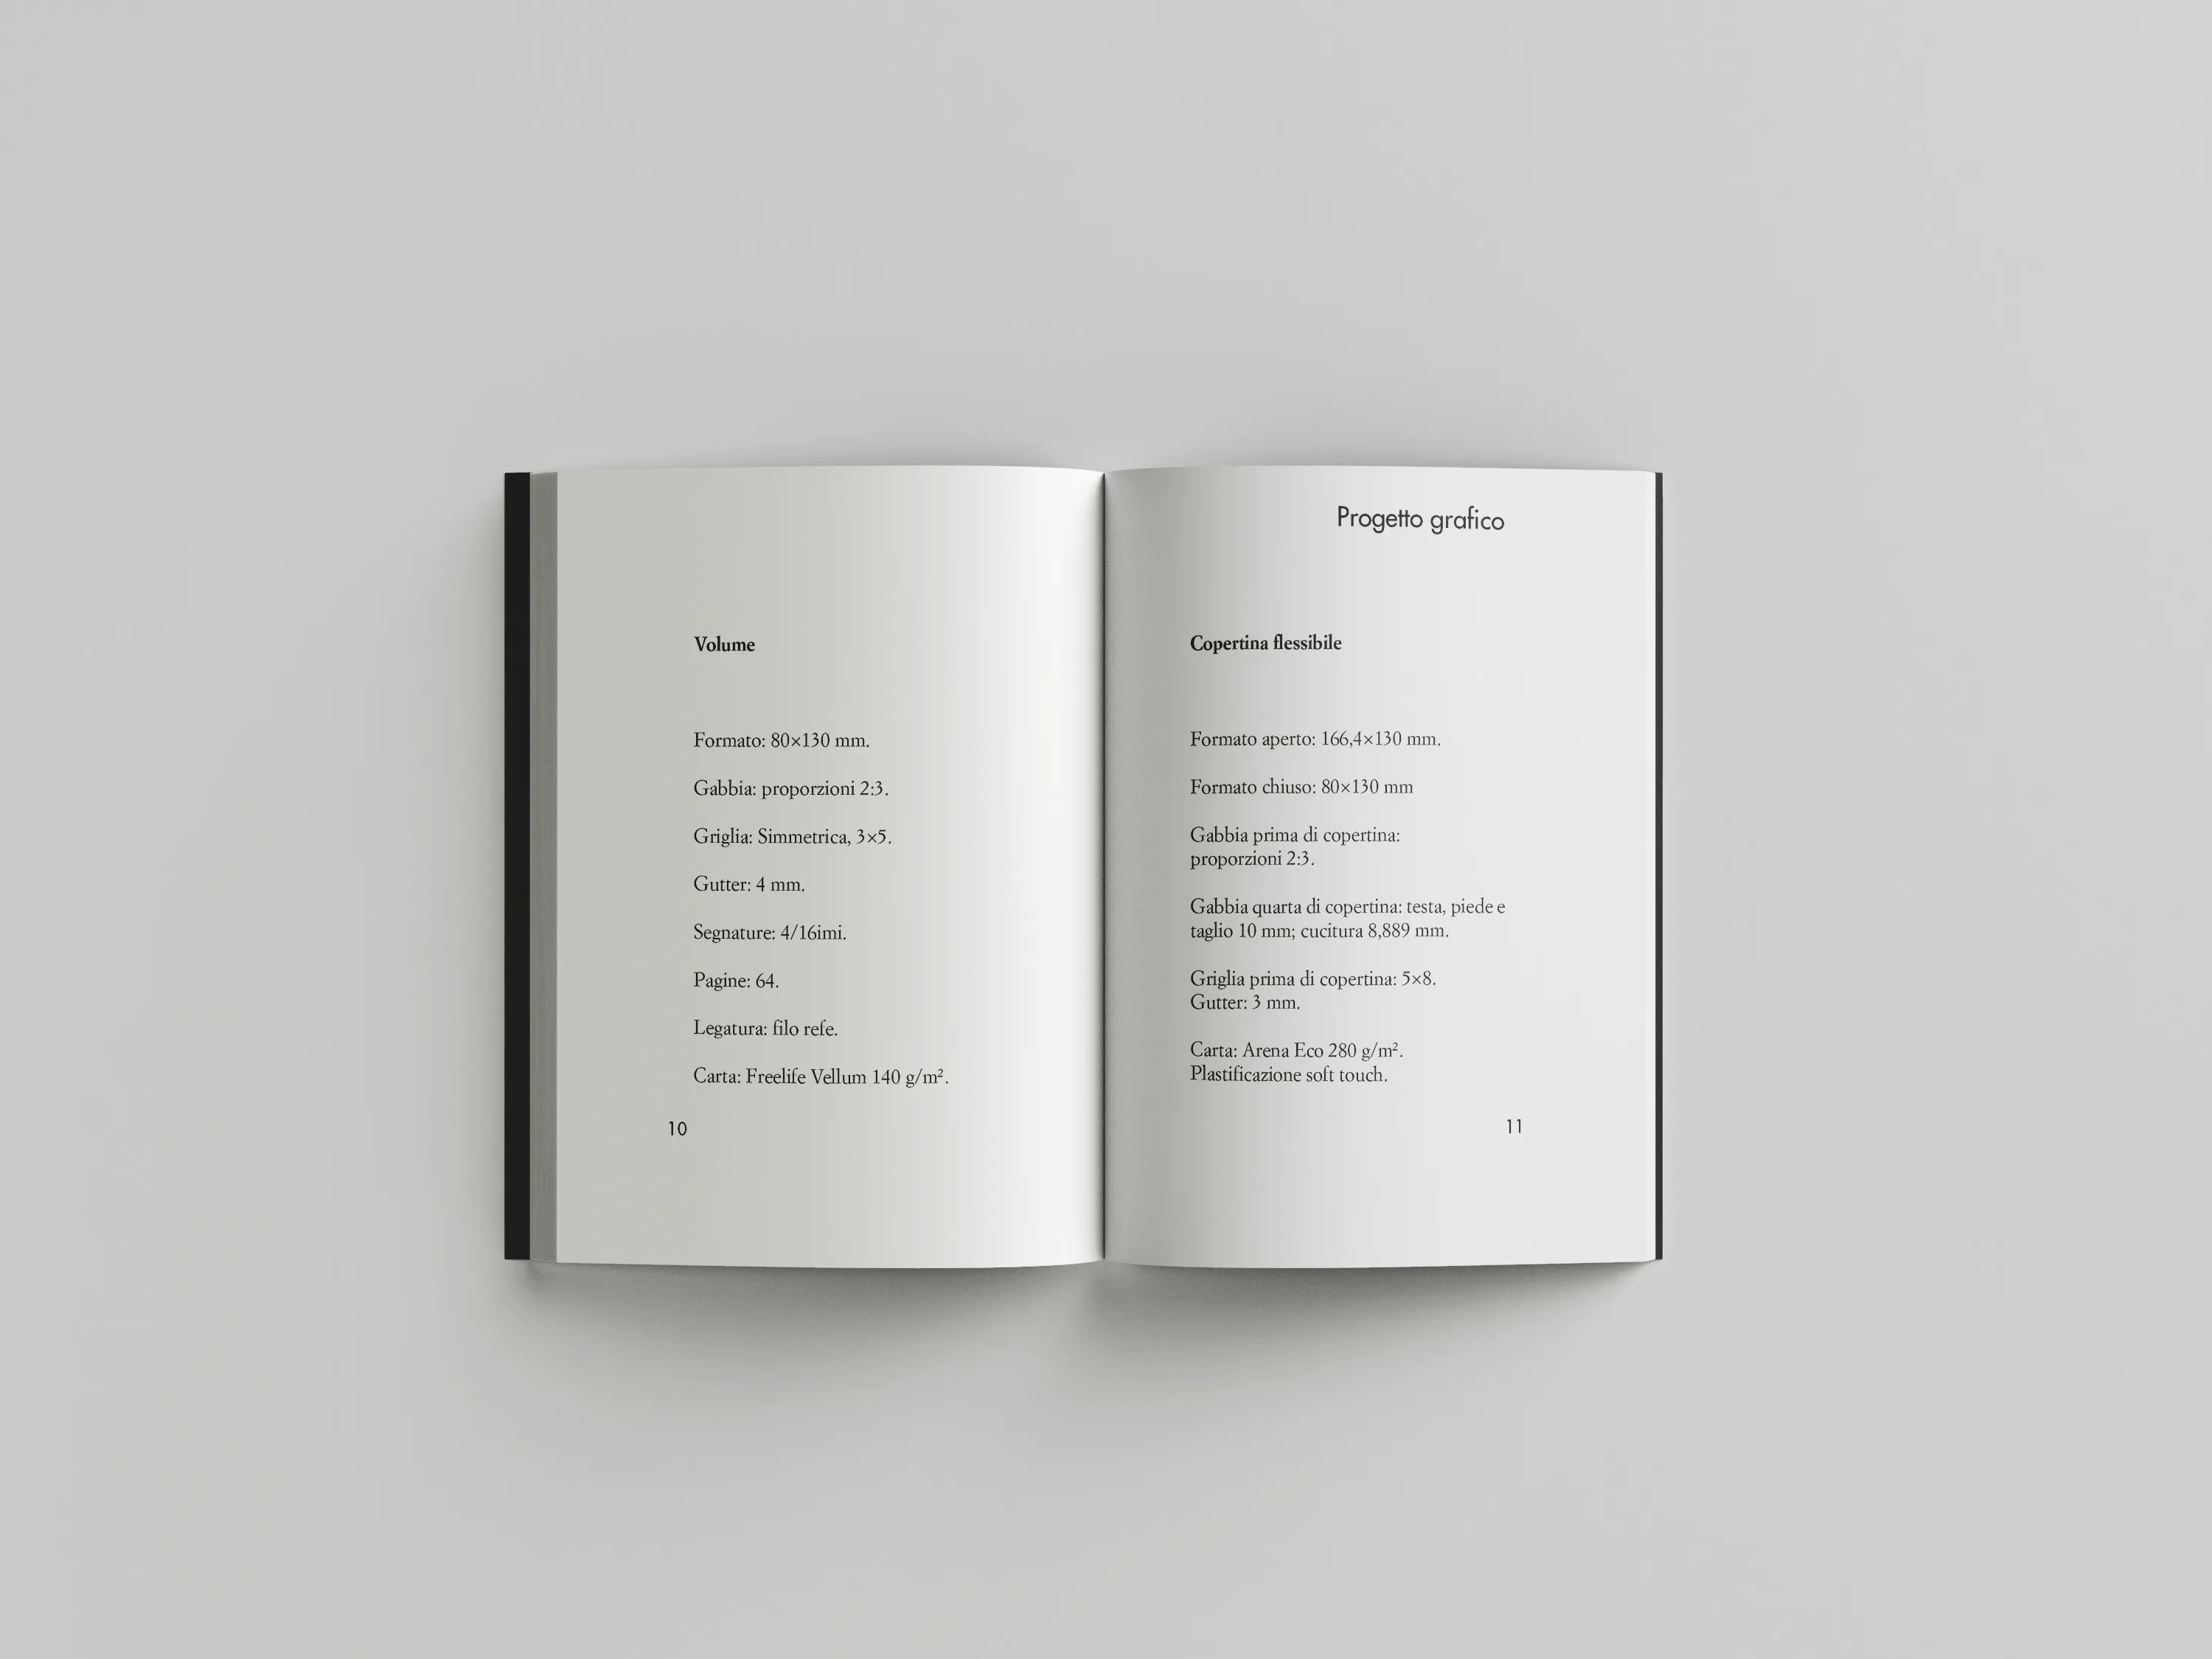 Volume
Formato: 80×130 mm.
Gabbia: proporzioni 2:3.
Griglia: Simmetrica, 3×5.
Gutter: 4 mm.
Segnature: 4/16imi.
Pagine: 64.
Legatura: filo refe.
Carta: Freelife Vellum 140 g/m².
10
Progetto grafico
Copertina flessibile
Formato aperto: 166,4×130 mm.
Formato chiuso: 80×130 mm
Gabbia prima di copertina:
proporzioni 2:3.
Gabbia quarta di copertina: testa, piede e
taglio 10 mm; cucitura 8,889 mm.
Griglia prima di copertina: 5×8.
Gutter: 3 mm.
Carta: Arena Eco 280 g/m².
Plastificazione soft touch.
11